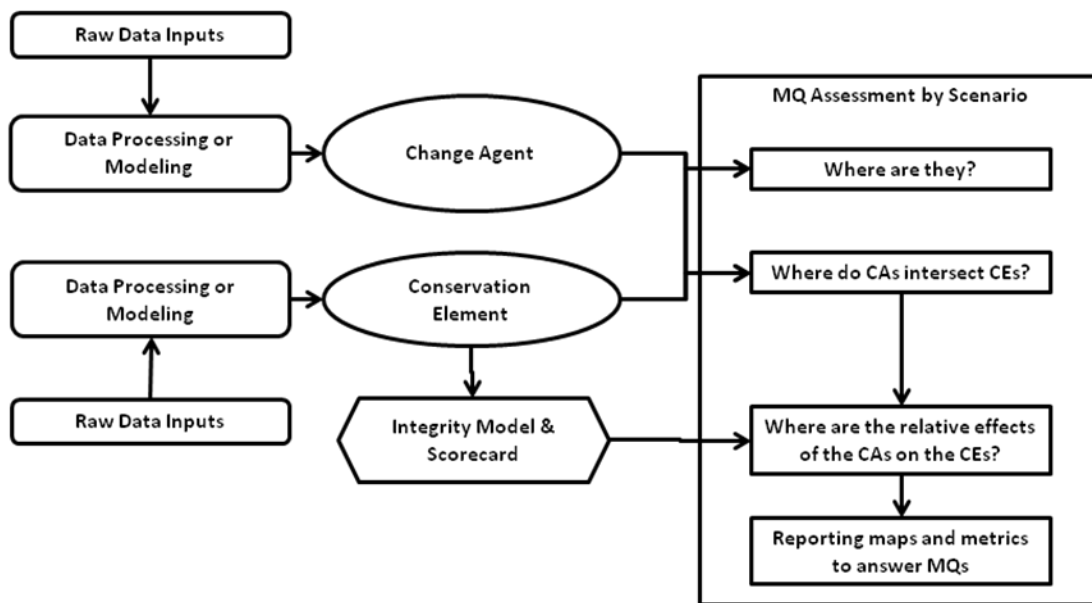 Raw Data Inputs
Data Processing or
Modeling
Change Agent
Data Processing or
Modeling
Conservation
Element
Raw Data Inputs
Integrity Model &
Scorecard
MQ Assessment by Scenario
Where are they?
Where do CAs intersect CEs?
Where are the relative effects
of the CAs on the CEs?
Reporting maps and metrics
to answer MQs